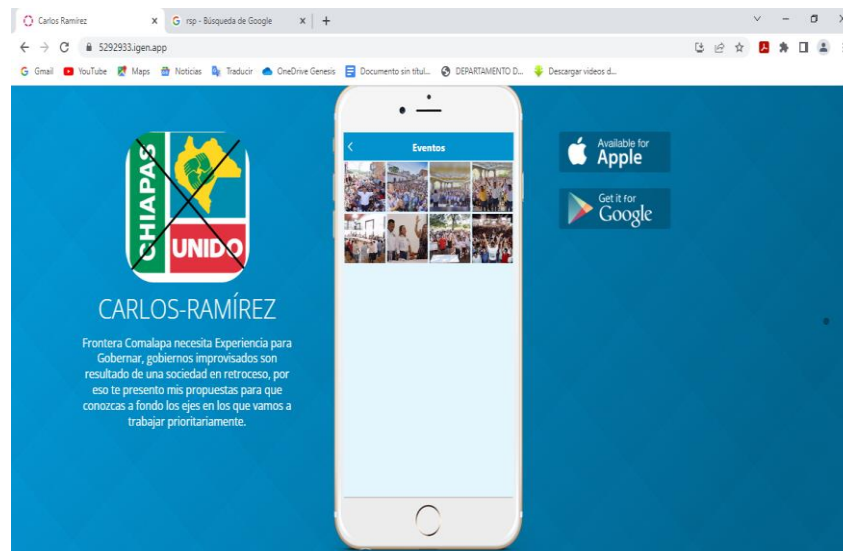 Carlos Ramírez
rsp - Búsqueda de Google
5292933.igen.app
Gmail
YouTube
Maps
Noticias
Traducir
OneDrive Genesis
Documento sin títul...
DEPARTAMENTO D...
Descargar videos d...
CHIAPAS
UNIDO
CARLOS-RAMÍREZ
Frontera Comalapa necesita Experiencia para
Gobernar, gobiernos improvisados son
resultado de una sociedad en retroceso, por
eso te presento mis propuestas para que
conozcas a fondo los ejes en los que vamos a
trabajar prioritariamente.
Eventos
Available for
Apple
Get it for
Google